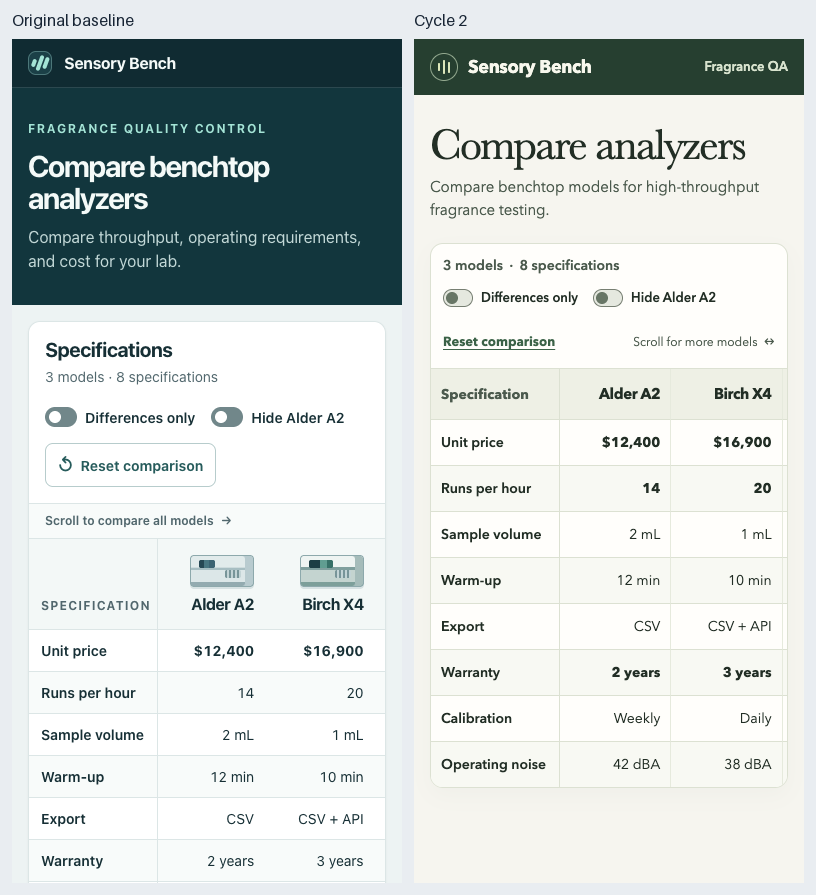 Original baseline
Sensory Bench
FRAGRANCE QUALITY CONTROL
Compare benchtop
analyzers
Compare throughput, operating requirements,
and cost for your lab.
Specifications
3 models · 8 specifications
Differences only
Hide Alder A2
Reset comparison
Scroll to compare all models →
SPECIFICATION Alder A2 Birch X4
Unit price $12,400 $16,900
Runs per hour 14 20
Sample volume 2 mL 1 mL
Warm-up 12 min 10 min
Export CSV CSV + API
Warranty 2 years 3 years
Cycle 2
Sensory Bench
Fragrance QA
Compare analyzers
Compare benchtop models for high-throughput
fragrance testing.
3 models · 8 specifications
Differences only
Hide Alder A2
Reset comparison
Scroll for more models ↔
Specification Alder A2 Birch X4
Unit price $12,400 $16,900
Runs per hour 14 20
Sample volume 2 mL 1 mL
Warm-up 12 min 10 min
Export CSV CSV + API
Warranty 2 years 3 years
Calibration Weekly Daily
Operating noise 42 dBA 38 dBA